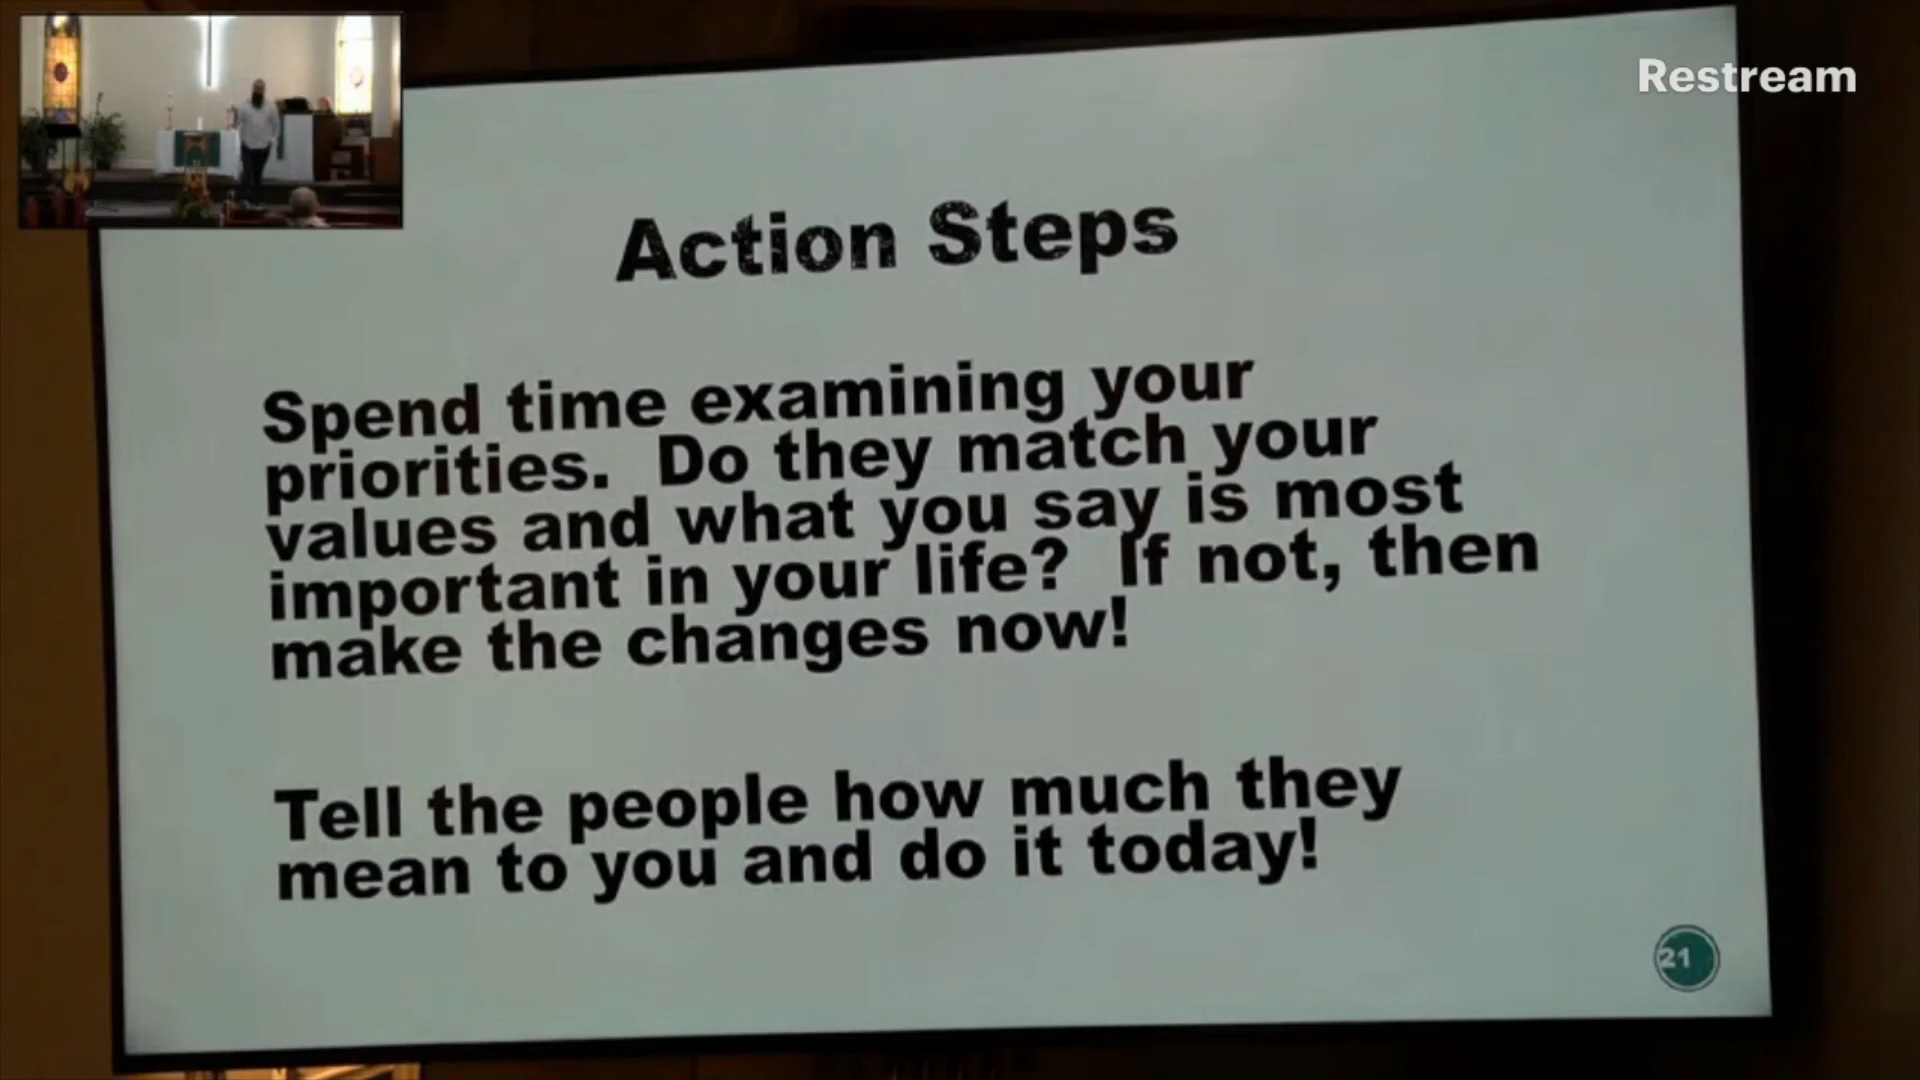 Restream
Action Steps
Spend time examining your
priorities. Do they match your
values and what you say is most
important in your life? If not, then
make the changes now!
Tell the people how much they
mean to you and do it today!
21